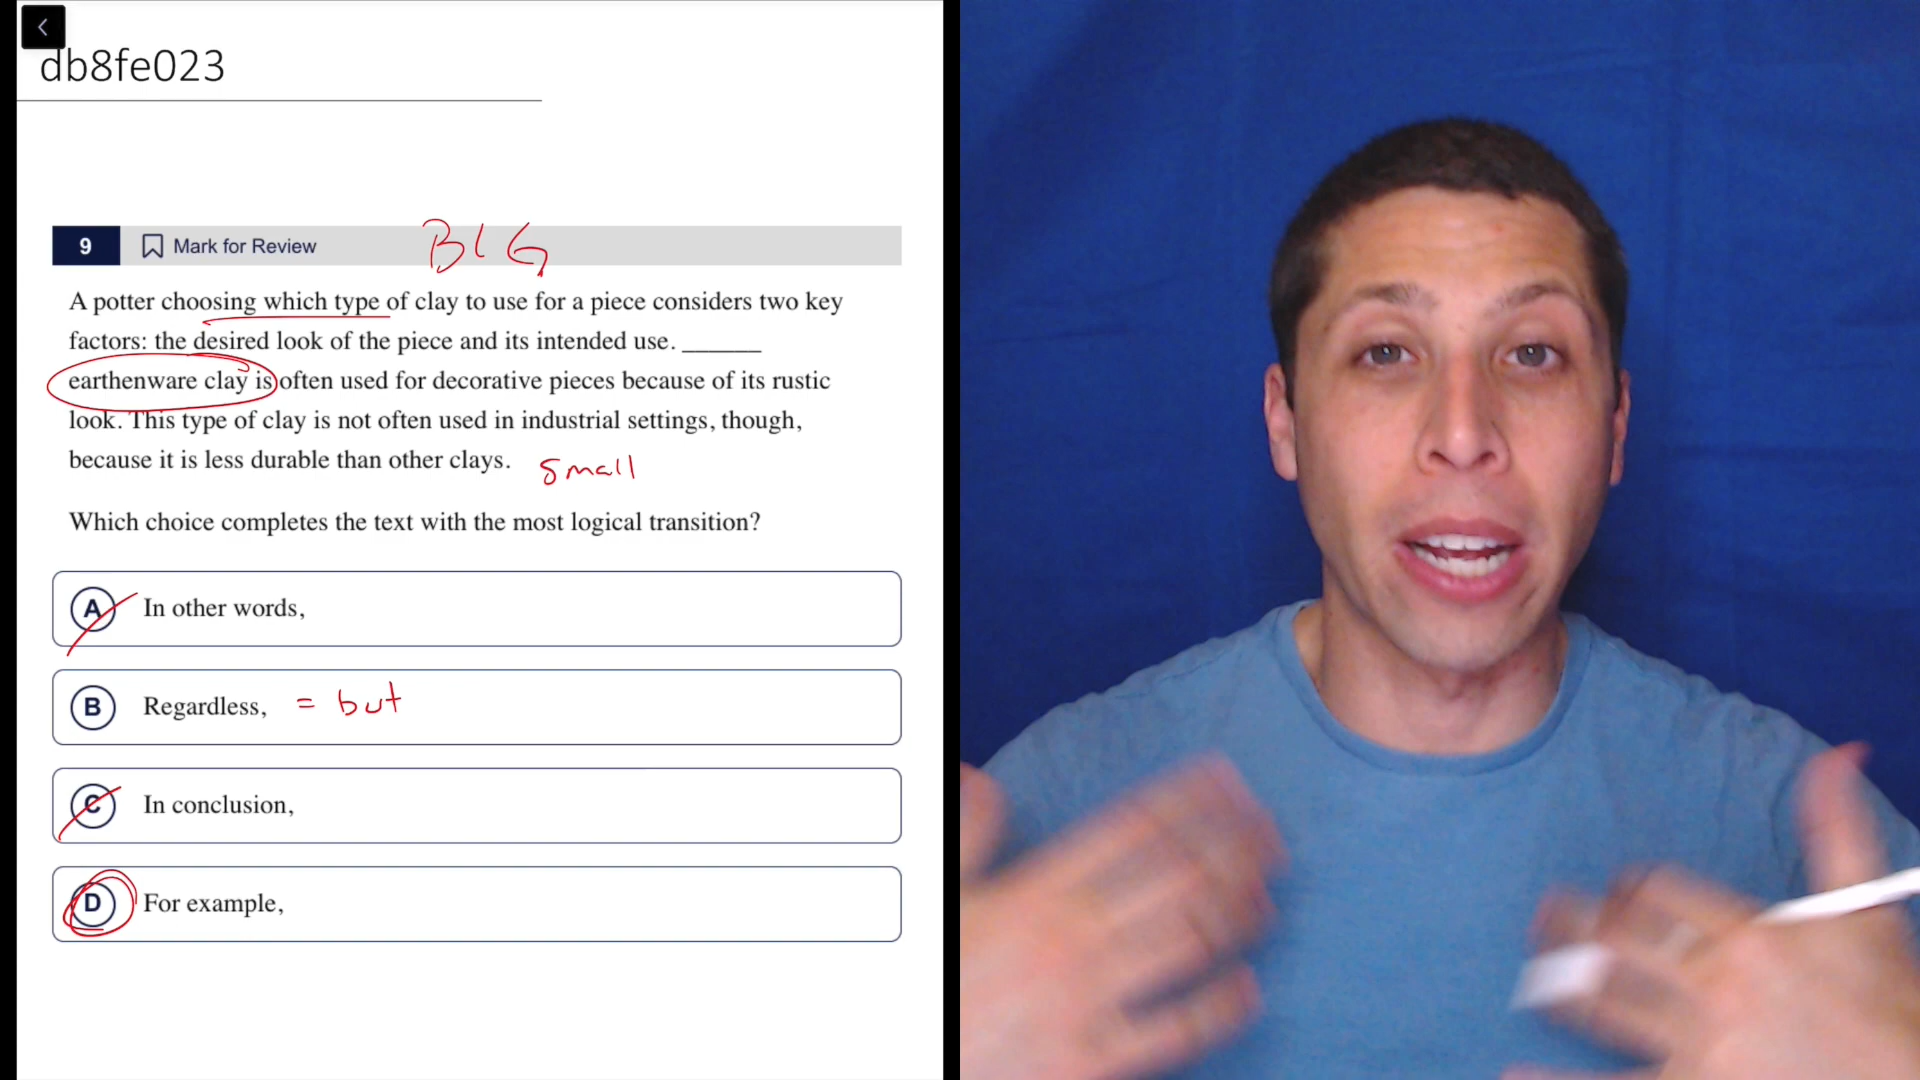 db8fe023
9 Mark for Review BIG
A potter choosing which type of clay to use for a piece considers two key
factors: the desired look of the piece and its intended use. ______
earthenware clay is often used for decorative pieces because of its rustic
look. This type of clay is not often used in industrial settings, though,
because it is less durable than other clays. small
Which choice completes the text with the most logical transition?
A In other words,
B Regardless, = but
C In conclusion,
D For example,